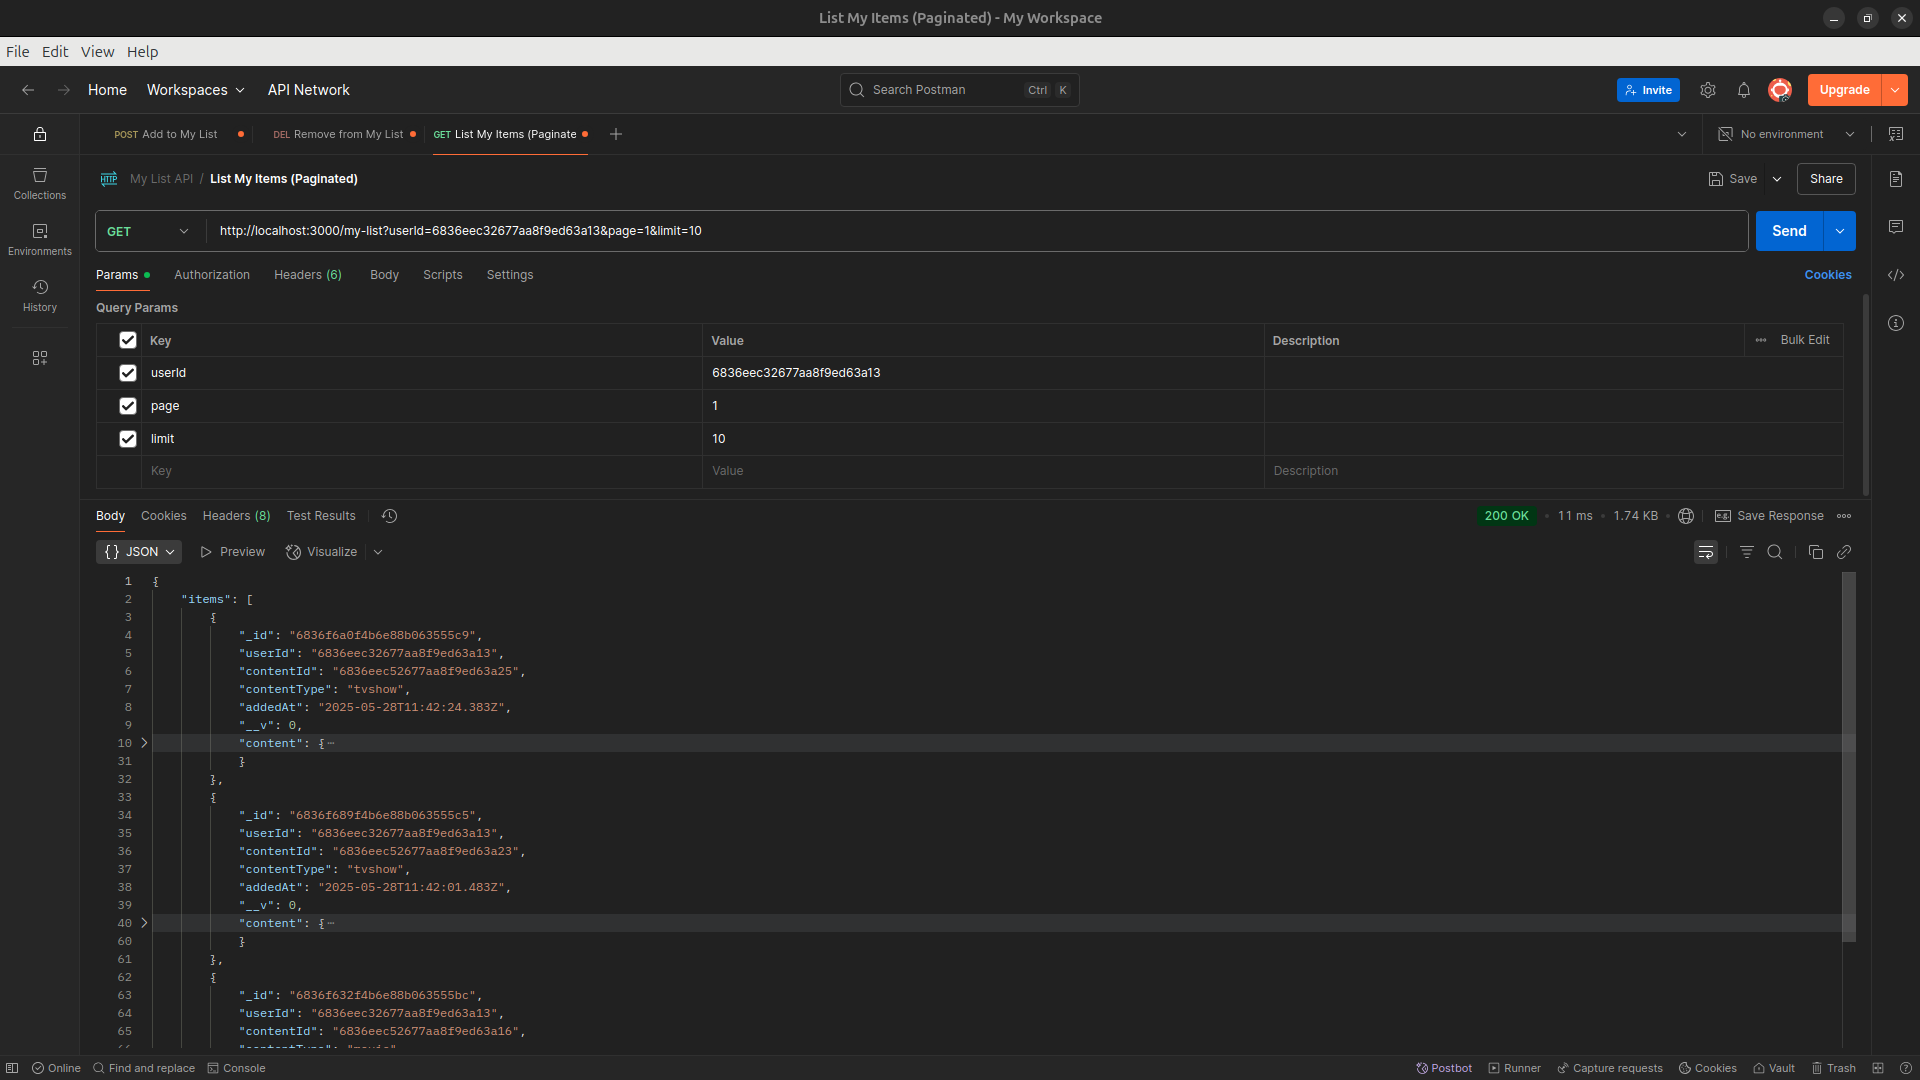 List My Items (Paginated) - My Workspace
File Edit View Help
Home Workspaces API Network Search Postman Ctrl K Invite Upgrade
POST Add to My List DEL Remove from My List GET List My Items (Paginate No environment
HTTP My List API / List My Items (Paginated) Save Share
Collections
Environments
History
GET http://localhost:3000/my-list?userId=6836eec32677aa8f9ed63a13&page=1&limit=10 Send
Params Authorization Headers (6) Body Scripts Settings Cookies
Query Params
Key Value Description Bulk Edit
userId 6836eec32677aa8f9ed63a13
page 1
limit 10
Key Value Description
Body Cookies Headers (8) Test Results 200 OK 11 ms 1.74 KB e.g. Save Response
{} JSON Preview Visualize
1 {
2 "items": [
3 {
4 "_id": "6836f6a0f4b6e88b063555c9",
5 "userId": "6836eec32677aa8f9ed63a13",
6 "contentId": "6836eec52677aa8f9ed63a25",
7 "contentType": "tvshow",
8 "addedAt": "2025-05-28T11:42:24.383Z",
9 "__v": 0,
10 "content": {⋯
31 }
32 },
33 {
34 "_id": "6836f689f4b6e88b063555c5",
35 "userId": "6836eec32677aa8f9ed63a13",
36 "contentId": "6836eec52677aa8f9ed63a23",
37 "contentType": "tvshow",
38 "addedAt": "2025-05-28T11:42:01.483Z",
39 "__v": 0,
40 "content": {⋯
60 }
61 },
62 {
63 "_id": "6836f632f4b6e88b063555bc",
64 "userId": "6836eec32677aa8f9ed63a13",
65 "contentId": "6836eec52677aa8f9ed63a16",
Online Find and replace Console Postbot Runner Capture requests Cookies Vault Trash